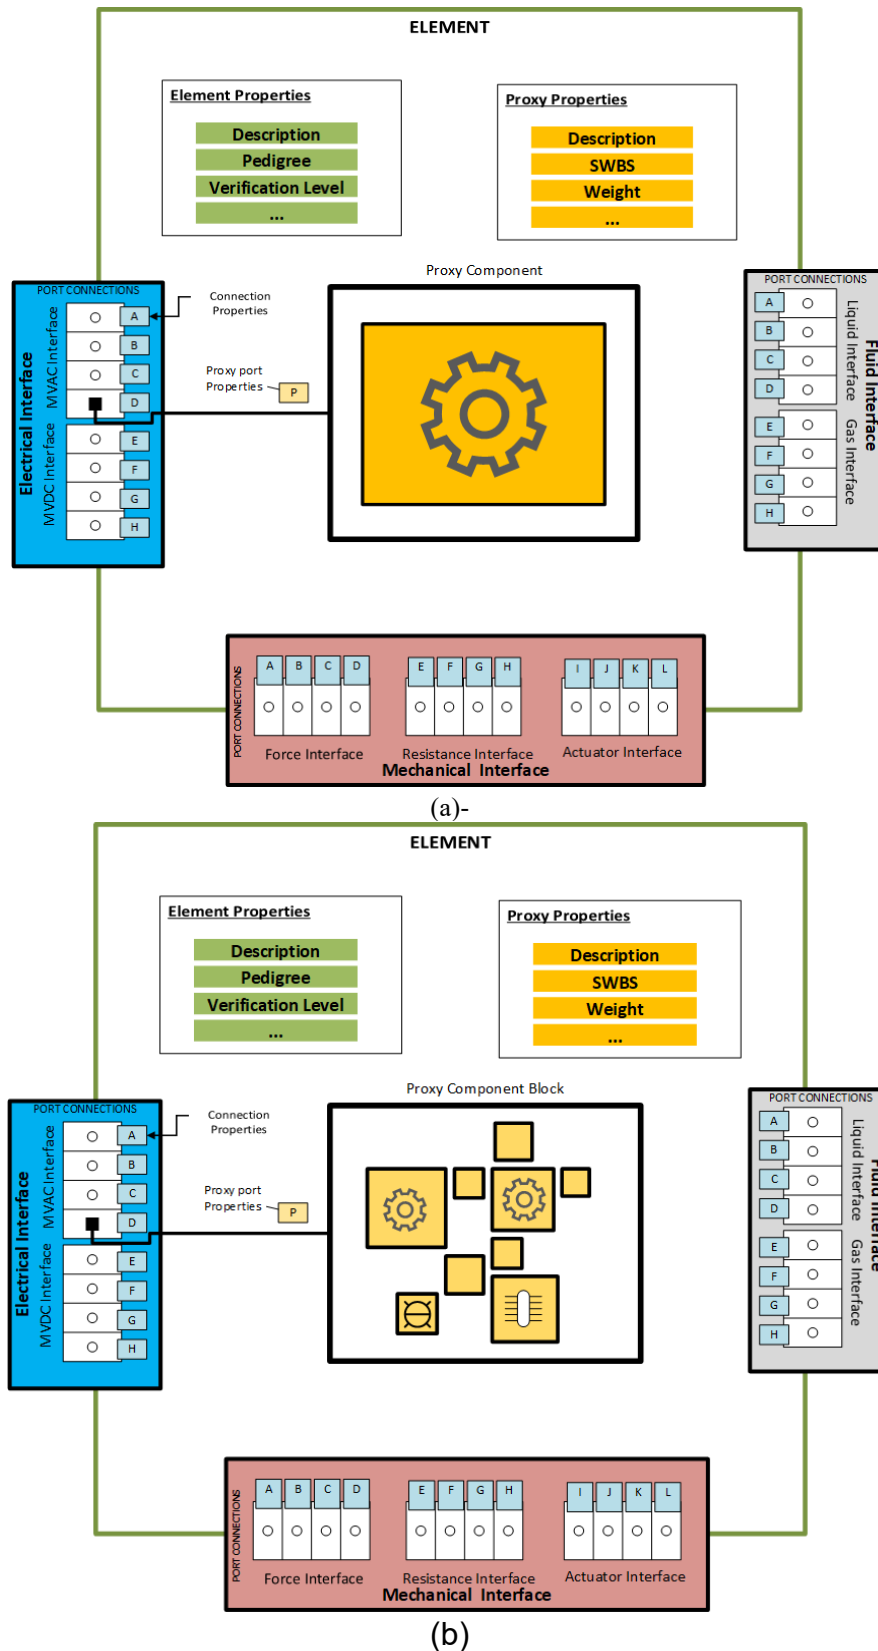 ELEMENT
Element Properties
Description
Pedigree
Verification Level
...
Proxy Properties
Description
SWBS
Weight
...
PORT CONNECTIONS
Electrical Interface
MVAC Interface
MVDC Interface
A
B
C
D
E
F
G
H
Connection
Properties
Proxy port
Properties
P
Proxy Component
PORT CONNECTIONS
A
B
C
D
E
F
G
H
Liquid Interface
Gas Interface
Fluid Interface
PORT CONNECTIONS
A B C D
E F G H
I J K L
Force Interface
Resistance Interface
Actuator Interface
Mechanical Interface
(a)-
ELEMENT
Element Properties
Description
Pedigree
Verification Level
...
Proxy Properties
Description
SWBS
Weight
...
PORT CONNECTIONS
Electrical Interface
MVAC Interface
MVDC Interface
A
B
C
D
E
F
G
H
Connection
Properties
Proxy port
Properties
P
Proxy Component Block
PORT CONNECTIONS
A
B
C
D
E
F
G
H
Liquid Interface
Gas Interface
Fluid Interface
PORT CONNECTIONS
A B C D
E F G H
I J K L
Force Interface
Resistance Interface
Actuator Interface
Mechanical Interface
(b)